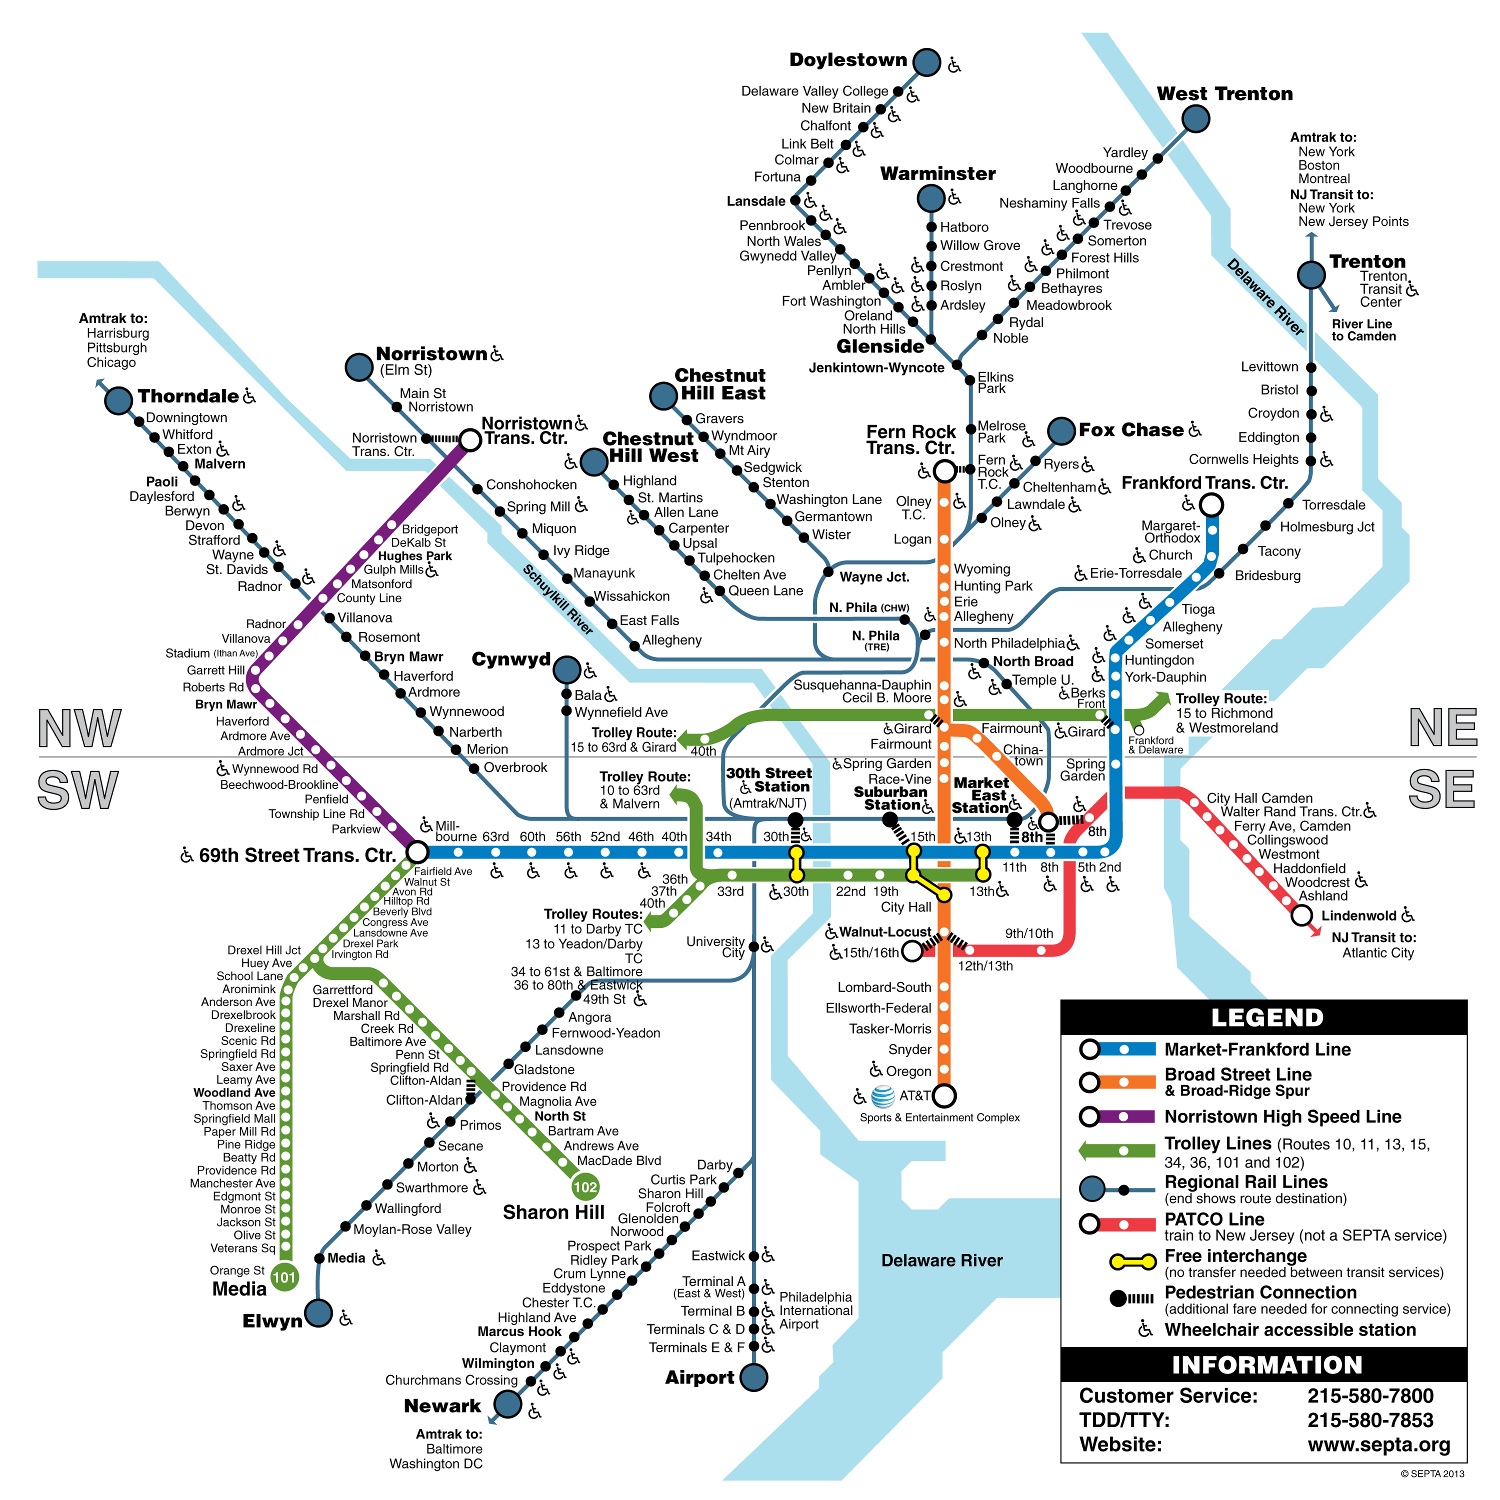 Doylestown
Delaware Valley College
New Britain
Chalfont
Link Belt
Colmar
Fortuna
Lansdale
Pennbrook
North Wales
Gwynedd Valley
Penllyn
Ambler
Fort Washington
Oreland
North Hills
Glenside
Jenkintown-Wyncote
Warminster
Hatboro
Willow Grove
Crestmont
Roslyn
Ardsley
West Trenton
Yardley
Woodbourne
Langhorne
Neshaminy Falls
Trevose
Somerton
Forest Hills
Philmont
Bethayres
Meadowbrook
Rydal
Noble
Elkins
Park
Melrose
Park
Fern
Rock
T.C.
Amtrak to:
New York
Boston
Montreal
NJ Transit to:
New York
New Jersey Points
Trenton
Trenton
Transit
Center
River Line
to Camden
Delaware River
Levittown
Bristol
Croydon
Eddington
Cornwells Heights
Torresdale
Holmesburg Jct
Tacony
Bridesburg
Amtrak to:
Harrisburg
Pittsburgh
Chicago
Thorndale
Downingtown
Whitford
Exton
Malvern
Paoli
Daylesford
Berwyn
Devon
Strafford
Wayne
St. Davids
Radnor
Villanova
Rosemont
Bryn Mawr
Haverford
Ardmore
Wynnewood
Narberth
Merion
Overbrook
Norristown
(Elm St)
Main St
Norristown
Norristown
Trans. Ctr.
Norristown
Trans. Ctr.
Conshohocken
Spring Mill
Miquon
Ivy Ridge
Manayunk
Wissahickon
East Falls
Allegheny
Schuylkill River
Bridgeport
DeKalb St
Hughes Park
Gulph Mills
Matsonford
County Line
Radnor
Villanova
Stadium (Ithan Ave)
Garrett Hill
Roberts Rd
Bryn Mawr
Haverford
Ardmore Ave
Ardmore Jct
Wynnewood Rd
Beechwood-Brookline
Penfield
Township Line Rd
Parkview
69th Street Trans. Ctr.
Chestnut
Hill East
Gravers
Wyndmoor
Mt Airy
Sedgwick
Stenton
Washington Lane
Germantown
Wister
Wayne Jct.
Chestnut
Hill West
Highland
St. Martins
Allen Lane
Carpenter
Upsal
Tulpehocken
Chelten Ave
Queen Lane
N. Phila (CHW)
N. Phila
(TRE)
Fox Chase
Ryers
Cheltenham
Lawndale
Olney
Fern Rock
Trans. Ctr.
Olney
T.C.
Logan
Wyoming
Hunting Park
Erie
Allegheny
North Philadelphia
North Broad
Temple U.
Susquehanna-Dauphin
Cecil B. Moore
Girard
Fairmount
Spring Garden
Race-Vine
Fairmount
China-
town
Frankford Trans. Ctr.
Margaret-
Orthodox
Church
Erie-Torresdale
Tioga
Allegheny
Somerset
Huntingdon
York-Dauphin
Berks
Front
Girard
Spring
Garden
Trolley Route:
15 to Richmond
& Westmoreland
Frankford
& Delaware
Cynwyd
Bala
Wynnefield Ave
Trolley Route:
15 to 63rd & Girard
40th
NW
SW
NE
SE
Trolley Route:
10 to 63rd
& Malvern
30th Street
Station
(Amtrak/NJT)
Suburban
Station
Market
East
Station
Mill-
bourne
63rd
60th
56th
52nd
46th
40th
34th
30th
15th
13th
8th
8th
11th
8th
5th
2nd
36th
37th
40th
33rd
30th
22nd
19th
13th
City Hall
Trolley Routes:
11 to Darby TC
13 to Yeadon/Darby
TC
34 to 61st & Baltimore
36 to 80th & Eastwick
University
City
Walnut-Locust
15th/16th
12th/13th
9th/10th
Lombard-South
Ellsworth-Federal
Tasker-Morris
Snyder
Oregon
AT&T
Sports & Entertainment Complex
City Hall Camden
Walter Rand Trans. Ctr.
Ferry Ave, Camden
Collingswood
Westmont
Haddonfield
Woodcrest
Ashland
Lindenwold
NJ Transit to:
Atlantic City
Fairfield Ave
Walnut St
Avon Rd
Hilltop Rd
Beverly Blvd
Congress Ave
Lansdowne Ave
Drexel Park
Irvington Rd
Drexel Hill Jct
Huey Ave
School Lane
Aronimink
Anderson Ave
Drexelbrook
Drexeline
Scenic Rd
Springfield Rd
Saxer Ave
Leamy Ave
Woodland Ave
Thomson Ave
Springfield Mall
Paper Mill Rd
Pine Ridge
Beatty Rd
Providence Rd
Manchester Ave
Edgmont St
Monroe St
Jackson St
Olive St
Veterans Sq
Orange St
Media
101
Garrettford
Drexel Manor
Marshall Rd
Creek Rd
Baltimore Ave
Penn St
Springfield Rd
Clifton-Aldan
Clifton-Aldan
Providence Rd
Magnolia Ave
North St
Bartram Ave
Andrews Ave
MacDade Blvd
102
Sharon Hill
49th St
Angora
Fernwood-Yeadon
Lansdowne
Gladstone
Primos
Secane
Morton
Swarthmore
Wallingford
Moylan-Rose Valley
Media
Elwyn
Darby
Curtis Park
Sharon Hill
Folcroft
Glenolden
Norwood
Prospect Park
Ridley Park
Crum Lynne
Eddystone
Chester T.C.
Highland Ave
Marcus Hook
Claymont
Wilmington
Churchmans Crossing
Newark
Amtrak to:
Baltimore
Washington DC
Eastwick
Terminal A
(East & West)
Terminal B
Terminals C & D
Terminals E & F
Philadelphia
International
Airport
Airport
Delaware River
LEGEND
Market-Frankford Line
Broad Street Line
& Broad-Ridge Spur
Norristown High Speed Line
Trolley Lines (Routes 10, 11, 13, 15,
34, 36, 101 and 102)
Regional Rail Lines
(end shows route destination)
PATCO Line
train to New Jersey (not a SEPTA service)
Free interchange
(no transfer needed between transit services)
Pedestrian Connection
(additional fare needed for connecting service)
Wheelchair accessible station
INFORMATION
Customer Service: 215-580-7800
TDD/TTY: 215-580-7853
Website: www.septa.org
© SEPTA 2013